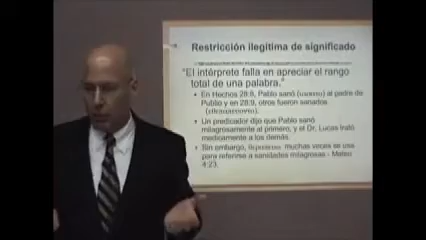 Restricción ilegítima de significado
"El intérprete falla en apreciar el rango
total de una palabra."
• En Hechos 28:8, Pablo sanó al padre de
Publio y en 28:9, otros fueron sanados
• Un predicador dijo que Pablo sanó
milagrosamente al primero, y el Dr. Lucas trató
medicamente a los demás.
• Sin embargo, muchas veces se usa
para referirse a sanidades milagrosas - Mateo
4:23.